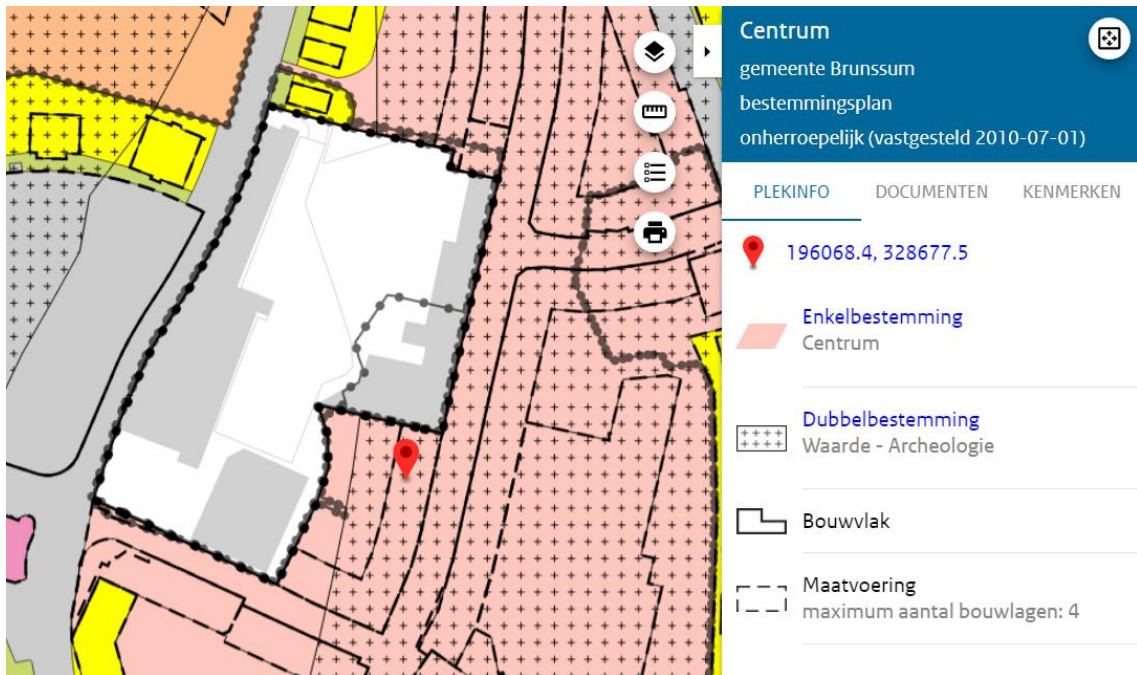 Centrum
gemeente Brunssum
bestemmingsplan
onherroepelijk (vastgesteld 2010-07-01)
PLEKINFO DOCUMENTEN KENMERKEN
196068.4, 328677.5
Enkelbestemming
Centrum
Dubbelbestemming
Waarde - Archeologie
Bouwvlak
Maatvoering
maximum aantal bouwlagen: 4